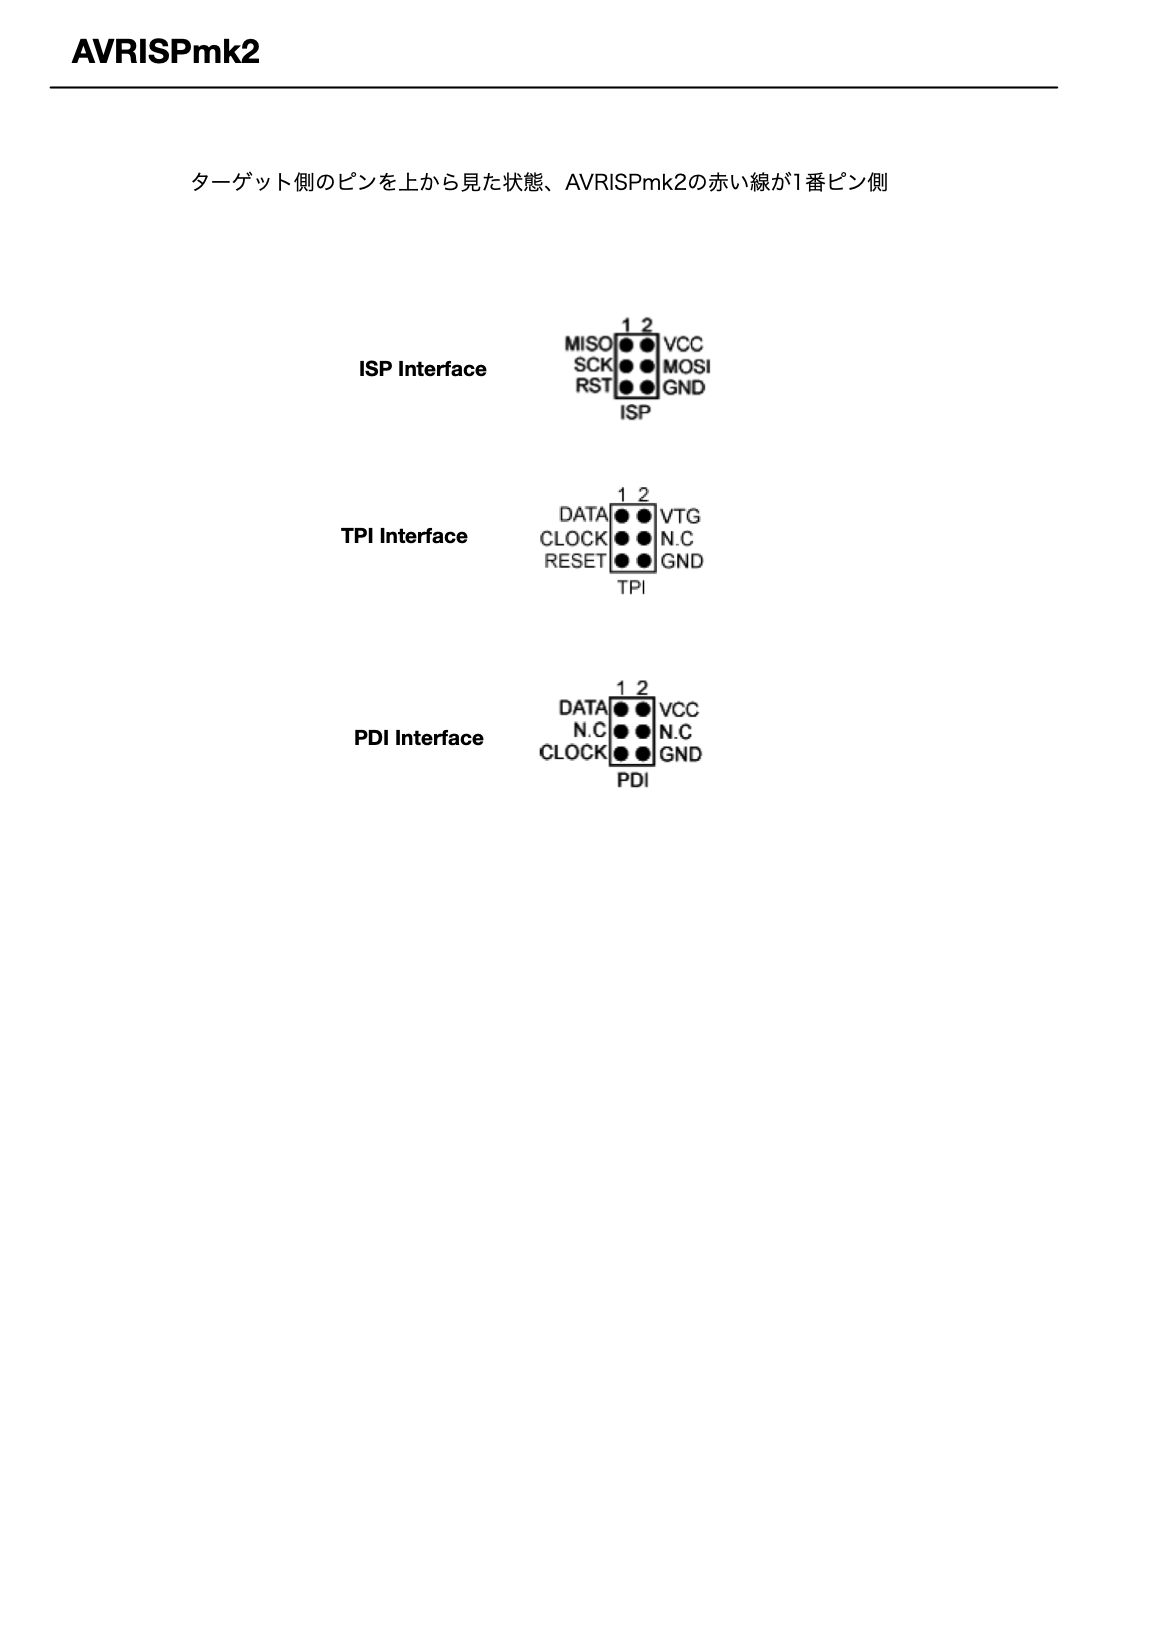 AVRISPmk2
ターゲット側のピンを上から見た状態、AVRISPmk2の赤い線が1番ピン側
ISP Interface
1 2
MISO VCC
SCK MOSI
RST GND
ISP
TPI Interface
1 2
DATA VTG
CLOCK N.C
RESET GND
TPI
PDI Interface
1 2
DATA VCC
N.C N.C
CLOCK GND
PDI